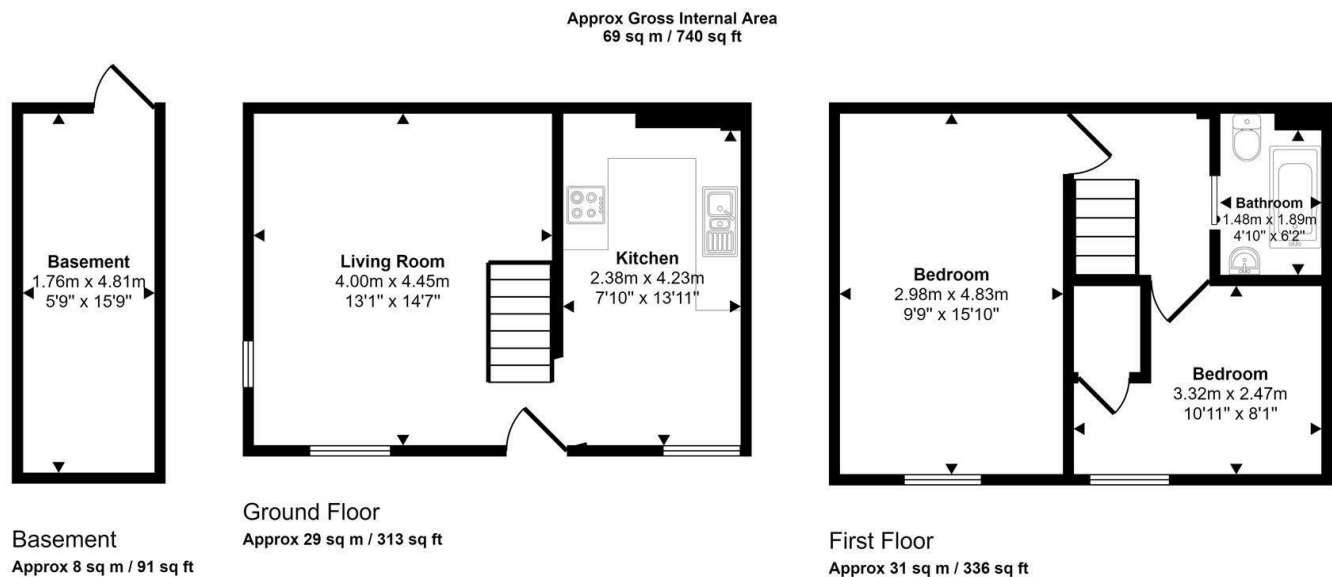 Approx Gross Internal Area
69 sq m / 740 sq ft
Basement
1.76m x 4.81m
5'9" x 15'9"
Living Room
4.00m x 4.45m
13'1" x 14'7"
Kitchen
2.38m x 4.23m
7'10" x 13'11"
Bedroom
2.98m x 4.83m
9'9" x 15'10"
Bathroom
1.48m x 1.89m
4'10" x 6'2"
Bedroom
3.32m x 2.47m
10'11" x 8'1"
Basement
Approx 8 sq m / 91 sq ft
Ground Floor
Approx 29 sq m / 313 sq ft
First Floor
Approx 31 sq m / 336 sq ft